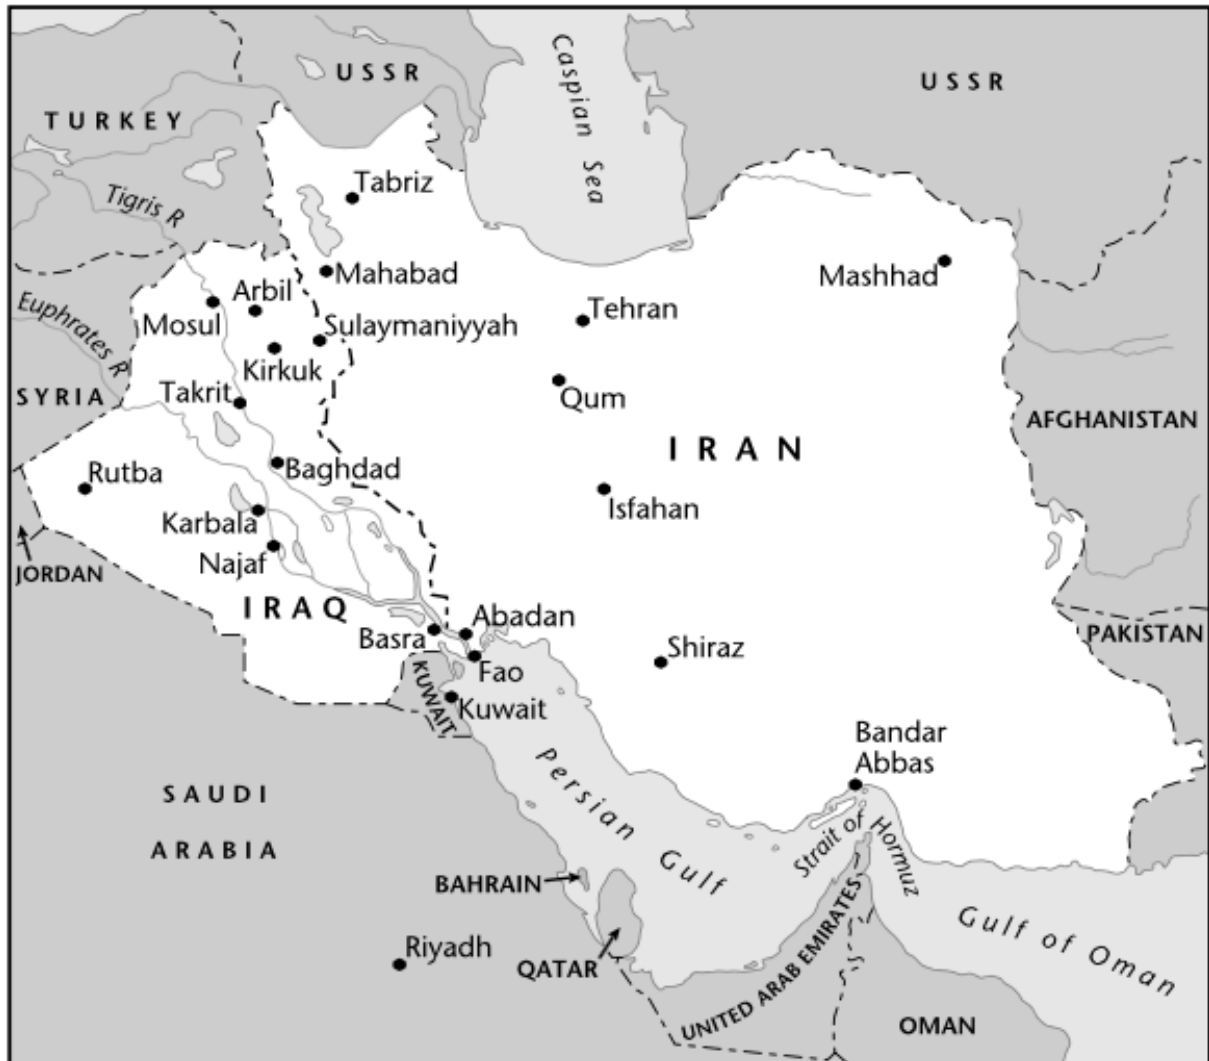 USSR
Caspian Sea
USSR
TURKEY
Tabriz
Tigris R
Mahabad
Mashhad
Arbil
Mosul
Tehran
Euphrates R
Sulaymaniyyah
Kirkuk
SYRIA
Takrit
Qum
AFGHANISTAN
IRAN
Rutba
Baghdad
Isfahan
Karbala
Najaf
JORDAN
IRAQ
Abadan
Basra
PAKISTAN
Shiraz
Fao
KUWAIT
Kuwait
Bandar
Abbas
Persian Gulf
SAUDI
ARABIA
Strait of
Hormuz
BAHRAIN
Gulf of Oman
Riyadh
QATAR
UNITED ARAB EMIRATES
OMAN